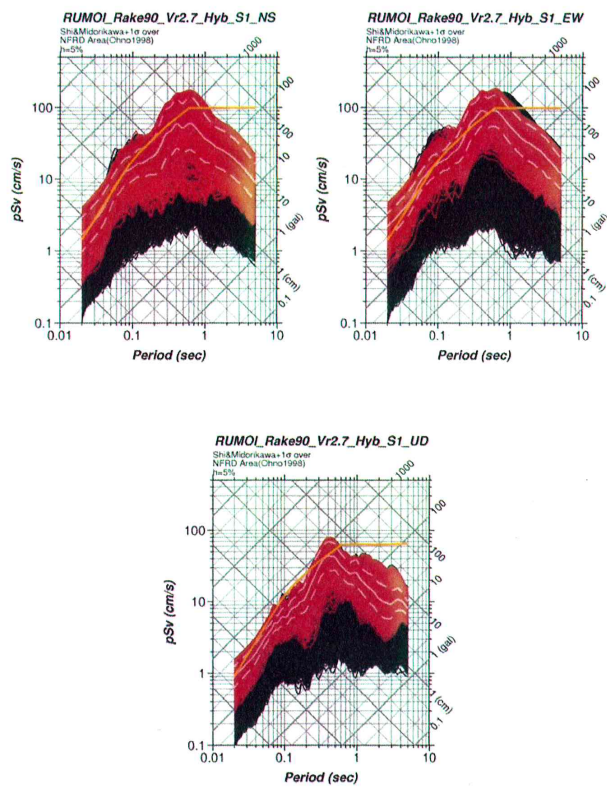 RUMOI_Rake90_Vr2.7_Hyb_S1_NS
Shi&Midorikawa+1σ over
NFRD Area(Ohno1998)
h=5%
1000
100
100
100
10
10
10
1 (gal)
1
1 (cm)
0.1
0.1
pSv (cm/s)
0.01
0.1
1
10
Period (sec)
RUMOI_Rake90_Vr2.7_Hyb_S1_EW
Shi&Midorikawa+1σ over
NFRD Area(Ohno1998)
h=5%
1000
100
100
100
10
10
10
1 (gal)
1
1 (cm)
0.1
0.1
pSv (cm/s)
0.01
0.1
1
10
Period (sec)
RUMOI_Rake90_Vr2.7_Hyb_S1_UD
Shi&Midorikawa+1σ over
NFRD Area(Ohno1998)
h=5%
1000
100
100
100
10
10
10
1 (gal)
1
1 (cm)
0.1
0.1
pSv (cm/s)
0.01
0.1
1
10
Period (sec)